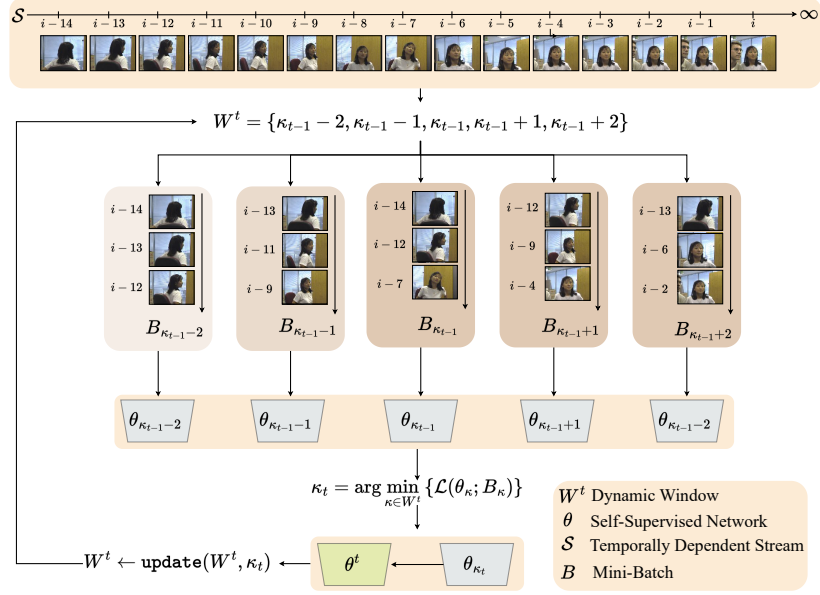 S i − 14 i − 13 i − 12 i − 11 i − 10 i − 9 i − 8 i − 7 i − 6 i − 5 i − 4 i − 3 i − 2 i − 1 i ∞
W^t = {κ_{t−1} − 2, κ_{t−1} − 1, κ_{t−1}, κ_{t−1} + 1, κ_{t−1} + 2}
i − 14
i − 13
i − 12
B_{κ_{t−1}−2}
i − 13
i − 11
i − 9
B_{κ_{t−1}−1}
i − 14
i − 12
i − 7
B_{κ_{t−1}}
i − 12
i − 9
i − 4
B_{κ_{t−1}+1}
i − 13
i − 6
i − 2
B_{κ_{t−1}+2}
θ_{κ_{t−1}−2} θ_{κ_{t−1}−1} θ_{κ_{t−1}} θ_{κ_{t−1}+1} θ_{κ_{t−1}−2}
κ_t = arg min_{κ∈W^t} {L(θ_κ; B_κ)}
W^t ← update(W^t, κ_t)
θ^t
θ_{κ_t}
W^t Dynamic Window
θ Self-Supervised Network
S Temporally Dependent Stream
B Mini-Batch